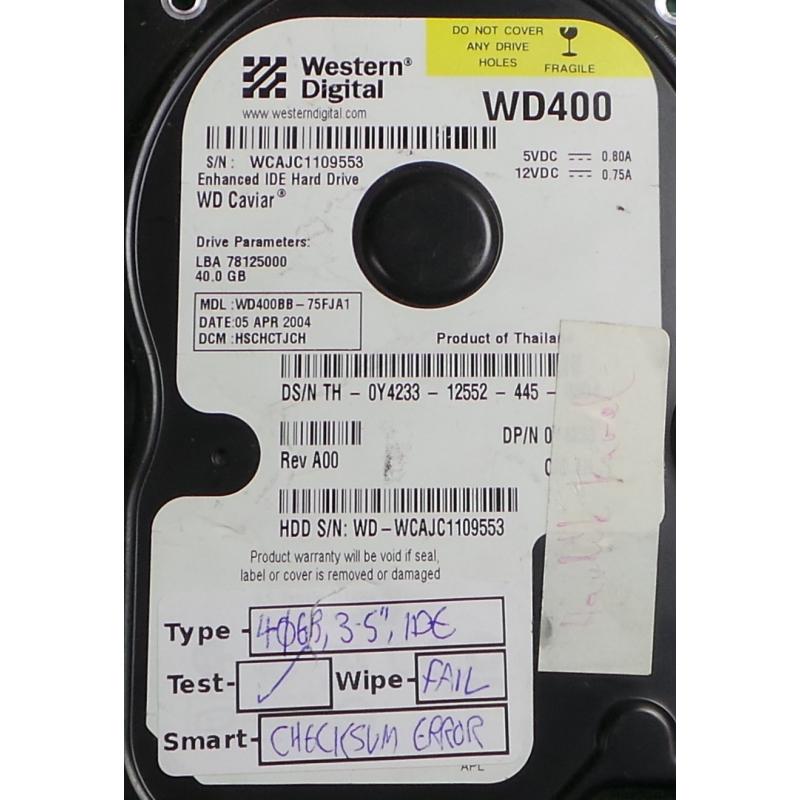 DO NOT COVER
ANY DRIVE
HOLES
FRAGILE
Western®
Digital
www.westerndigital.com
WD400
S/N: WCAJC1109553
5VDC 0.80A
12VDC 0.75A
Enhanced IDE Hard Drive
WD Caviar®
Drive Parameters:
LBA 78125000
40.0 GB
MDL:WD400BB-75FJA1
DATE:05 APR 2004
DCM: HSCHCTJCH
Product of Thaila
DS/N TH - 0Y4233 - 12552 - 445 -
DP/N 0
Rev A00
HDD S/N: WD-WCAJC1109553
Product warranty will be void if seal,
label or cover is removed or damaged
Type - 40GB, 3.5", IDE
Test- ✓ Wipe- FAIL
Smart- CHECKSUM ERROR